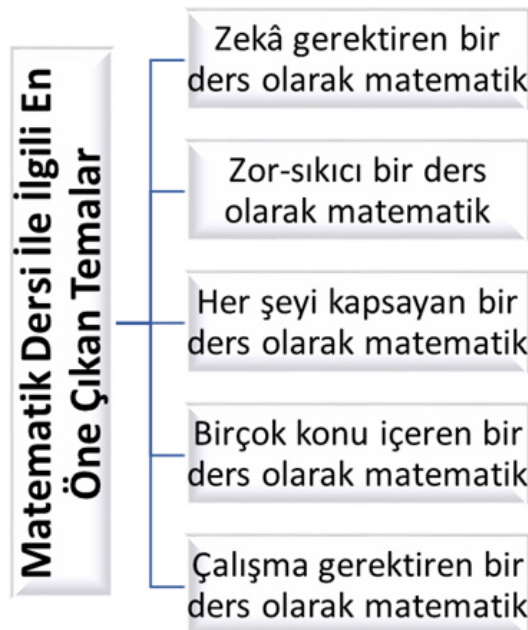 Matematik Dersi İle İlgili En
Öne Çıkan Temalar
Zekâ gerektiren bir
ders olarak matematik
Zor-sıkıcı bir ders
olarak matematik
Her şeyi kapsayan bir
ders olarak matematik
Birçok konu içeren bir
ders olarak matematik
Çalışma gerektiren bir
ders olarak matematik